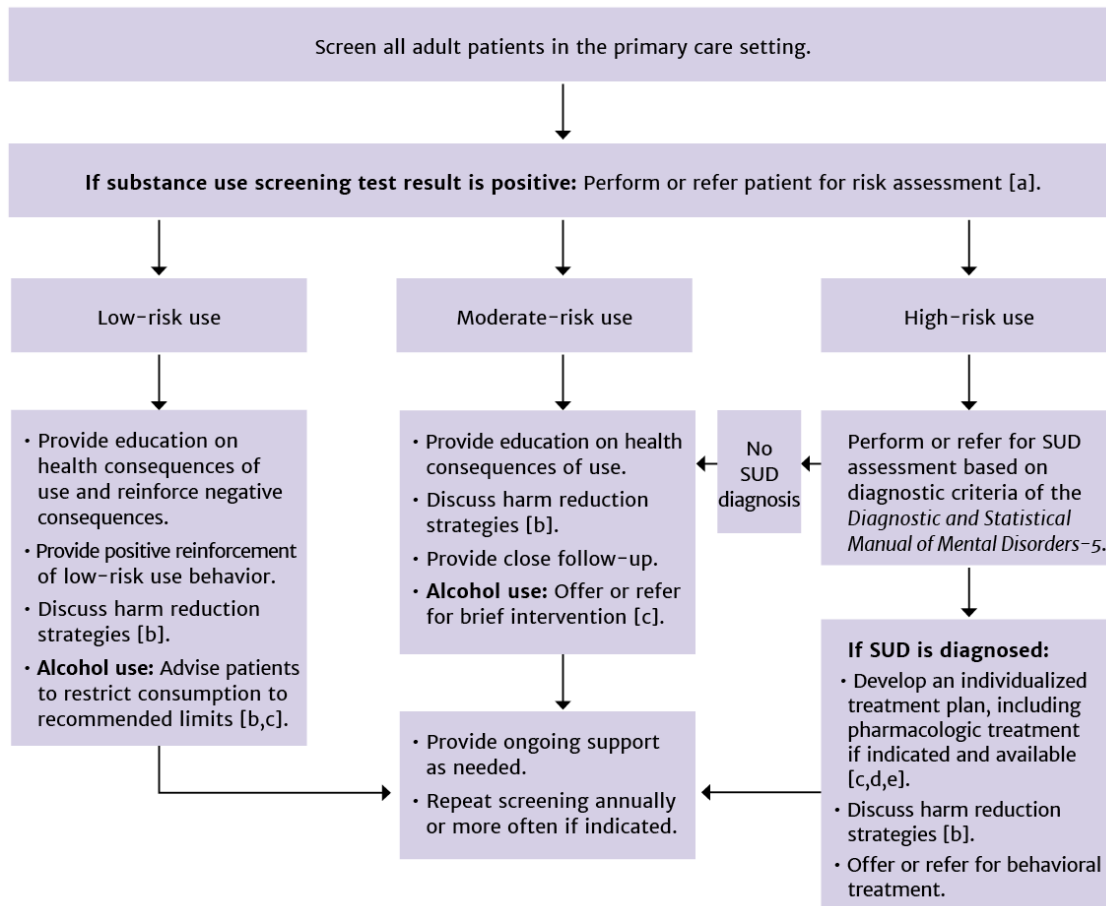 Screen all adult patients in the primary care setting.
If substance use screening test result is positive: Perform or refer patient for risk assessment [a].
Low-risk use
Moderate-risk use
High-risk use
• Provide education on
health consequences of
use and reinforce negative
consequences.
• Provide positive reinforcement
of low-risk use behavior.
• Discuss harm reduction
strategies [b].
• Alcohol use: Advise patients
to restrict consumption to
recommended limits [b,c].
• Provide education on health
consequences of use.
• Discuss harm reduction
strategies [b].
• Provide close follow-up.
• Alcohol use: Offer or refer
for brief intervention [c].
No
SUD
diagnosis
Perform or refer for SUD
assessment based on
diagnostic criteria of the
Diagnostic and Statistical
Manual of Mental Disorders-5.
• Provide ongoing support
as needed.
• Repeat screening annually
or more often if indicated.
If SUD is diagnosed:
• Develop an individualized
treatment plan, including
pharmacologic treatment
if indicated and available
[c,d,e].
• Discuss harm reduction
strategies [b].
• Offer or refer for behavioral
treatment.